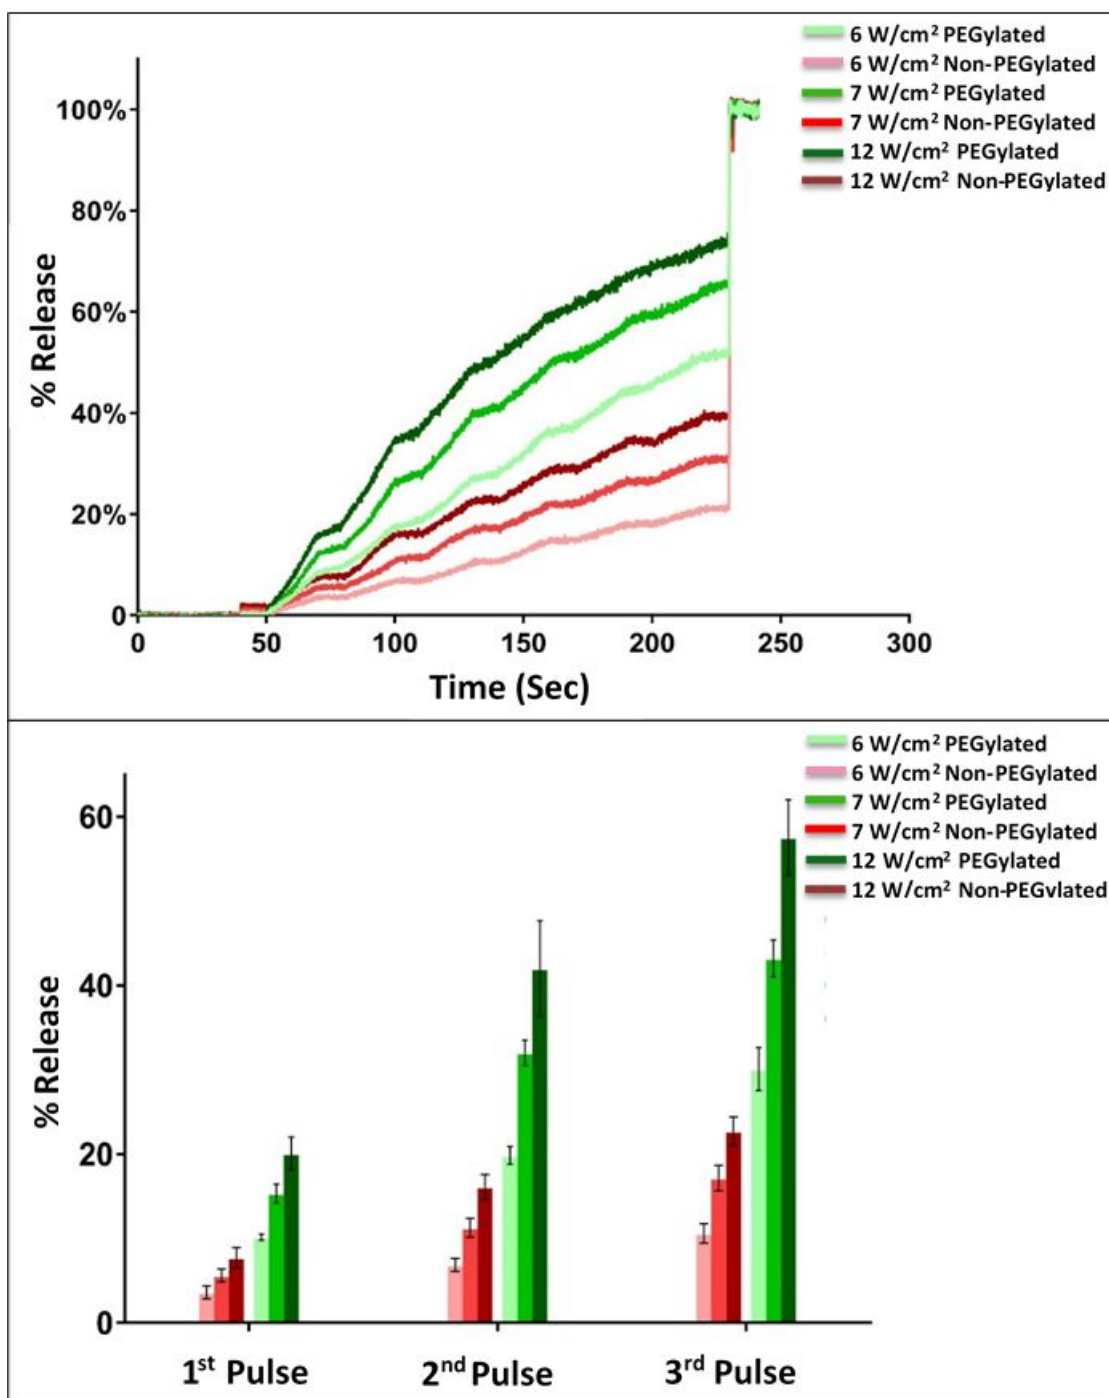 6 W/cm² PEGylated
6 W/cm² Non-PEGylated
7 W/cm² PEGylated
7 W/cm² Non-PEGylated
12 W/cm² PEGylated
12 W/cm² Non-PEGylated
100%
80%
60%
40%
20%
0
% Release
0 50 100 150 200 250 300
Time (Sec)
6 W/cm² PEGylated
6 W/cm² Non-PEGylated
7 W/cm² PEGylated
7 W/cm² Non-PEGylated
12 W/cm² PEGylated
12 W/cm² Non-PEGvlated
60
40
20
0
% Release
1st Pulse 2nd Pulse 3rd Pulse